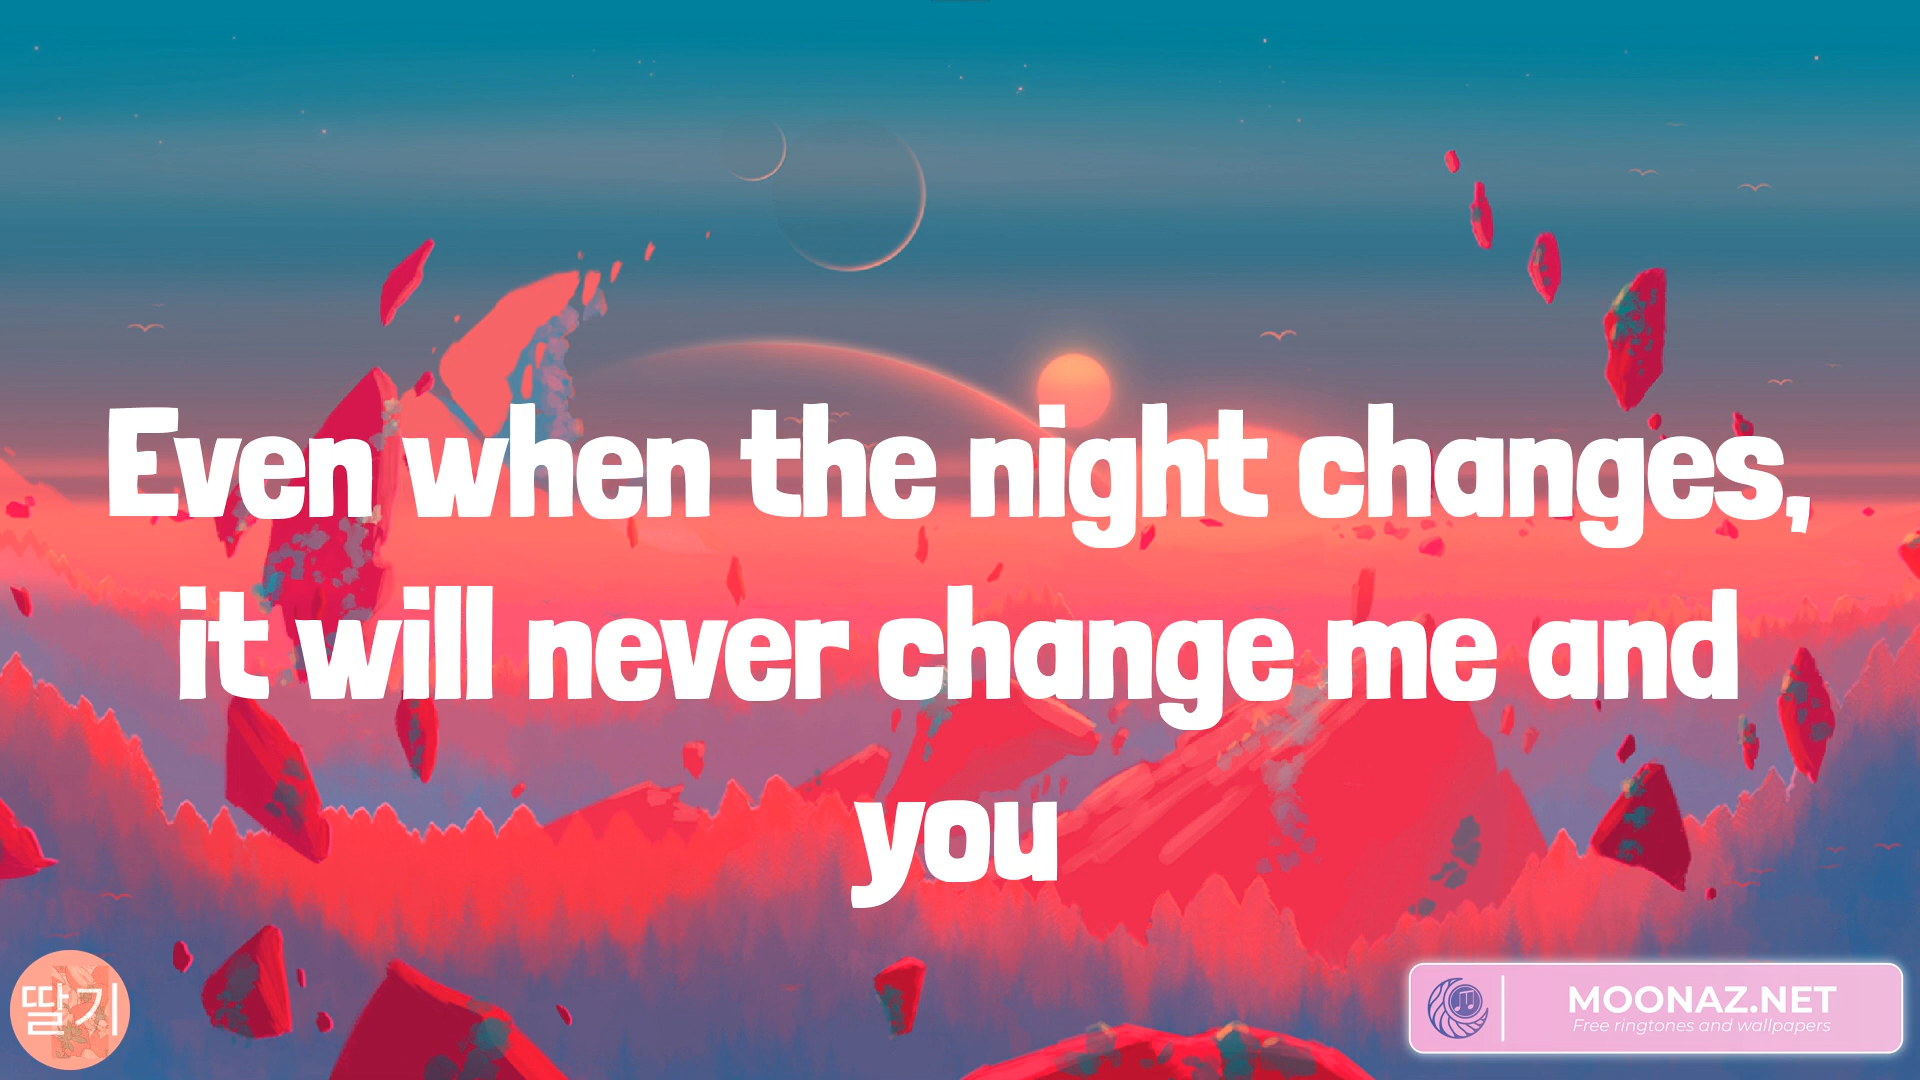 Even when the night changes,
it will never change me and
you
딸기
MOONAZ.NET
Free ringtones and wallpapers